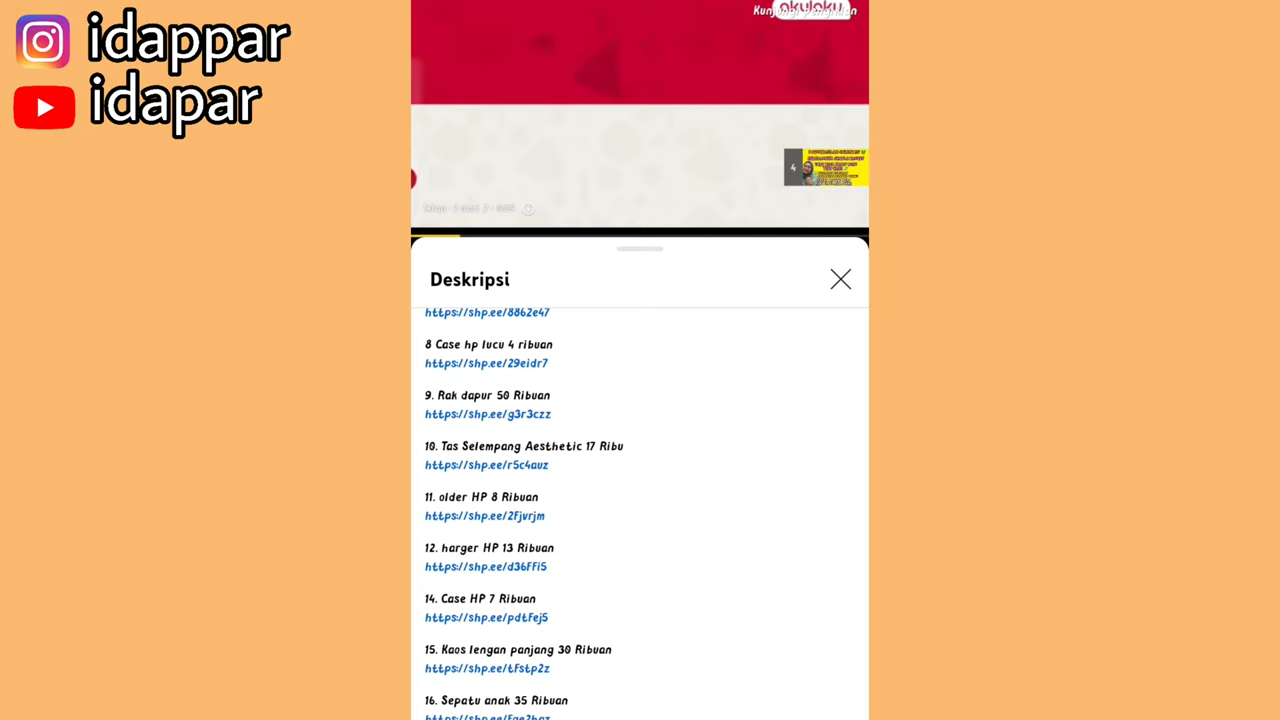 idappar
idapar
akulaku
4
Deskripsi
https://shp.ee/8862e47
8 Case hp lucu 4 ribuan
https://shp.ee/29eidr7
9. Rak dapur 50 Ribuan
https://shp.ee/g3r3czz
10. Tas Selempang Aesthetic 17 Ribu
https://shp.ee/r5c4auz
11. older HP 8 Ribuan
https://shp.ee/2Fjvrjm
12. harger HP 13 Ribuan
https://shp.ee/d36FFi5
14. Case HP 7 Ribuan
https://shp.ee/pdtFej5
15. Kaos lengan panjang 30 Ribuan
https://shp.ee/tFstp2z
16. Sepatu anak 35 Ribuan